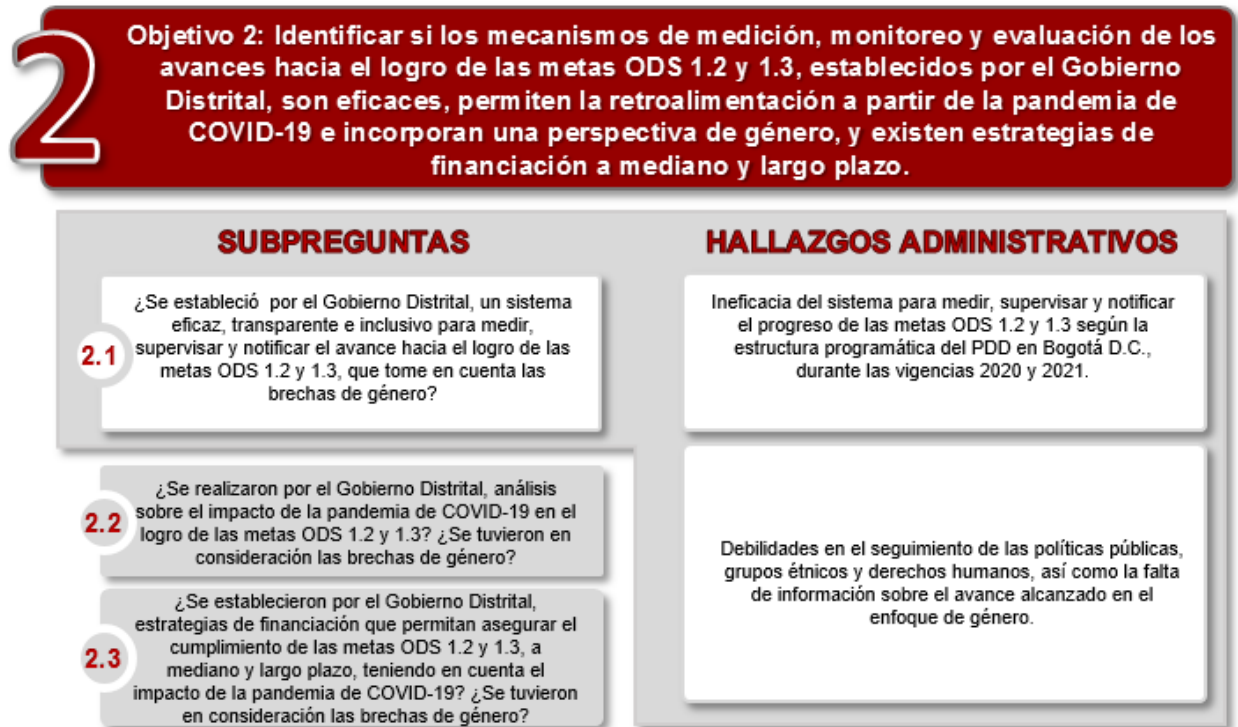 2
Objetivo 2: Identificar si los mecanismos de medición, monitoreo y evaluación de los
avances hacia el logro de las metas ODS 1.2 y 1.3, establecidos por el Gobierno
Distrital, son eficaces, permiten la retroalimentación a partir de la pandemia de
COVID-19 e incorporan una perspectiva de género, y existen estrategias de
financiación a mediano y largo plazo.
SUBPREGUNTAS
2.1
¿Se estableció por el Gobierno Distrital, un sistema
eficaz, transparente e inclusivo para medir,
supervisar y notificar el avance hacia el logro de las
metas ODS 1.2 y 1.3, que tome en cuenta las
brechas de género?
2.2
¿Se realizaron por el Gobierno Distrital, análisis
sobre el impacto de la pandemia de COVID-19 en el
logro de las metas ODS 1.2 y 1.3? ¿Se tuvieron en
consideración las brechas de género?
2.3
¿Se establecieron por el Gobierno Distrital,
estrategias de financiación que permitan asegurar el
cumplimiento de las metas ODS 1.2 y 1.3, a
mediano y largo plazo, teniendo en cuenta el
impacto de la pandemia de COVID-19? ¿Se tuvieron
en consideración las brechas de género?
HALLAZGOS ADMINISTRATIVOS
Ineficacia del sistema para medir, supervisar y notificar
el progreso de las metas ODS 1.2 y 1.3 según la
estructura programática del PDD en Bogotá D.C.,
durante las vigencias 2020 y 2021.
Debilidades en el seguimiento de las políticas públicas,
grupos étnicos y derechos humanos, así como la falta
de información sobre el avance alcanzado en el
enfoque de género.